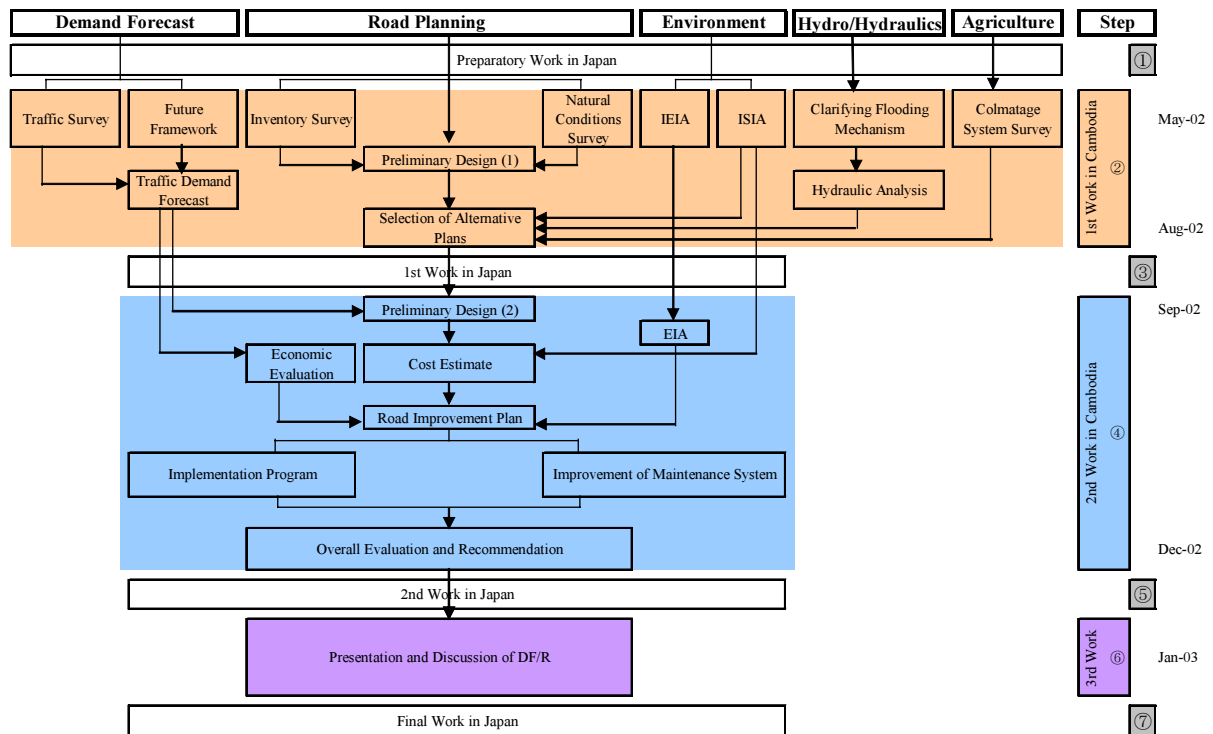 Demand Forecast
Road Planning
Environment
Hydro/Hydraulics
Agriculture
Step
Preparatory Work in Japan
①
Traffic Survey
Future
Framework
Inventory Survey
Natural
Conditions
Survey
IEIA
ISIA
Clarifying Flooding
Mechanism
Colmatage
System Survey
May-02
Preliminary Design (1)
Traffic Demand
Forecast
Hydraulic Analysis
1st Work in Cambodia
②
Selection of Alternative
Plans
Aug-02
1st Work in Japan
③
Preliminary Design (2)
Sep-02
EIA
Economic
Evaluation
Cost Estimate
Road Improvement Plan
2nd Work in Cambodia
④
Implementation Program
Improvement of Maintenance System
Overall Evaluation and Recommendation
Dec-02
2nd Work in Japan
⑤
Presentation and Discussion of DF/R
3rd Work
⑥
Jan-03
Final Work in Japan
⑦